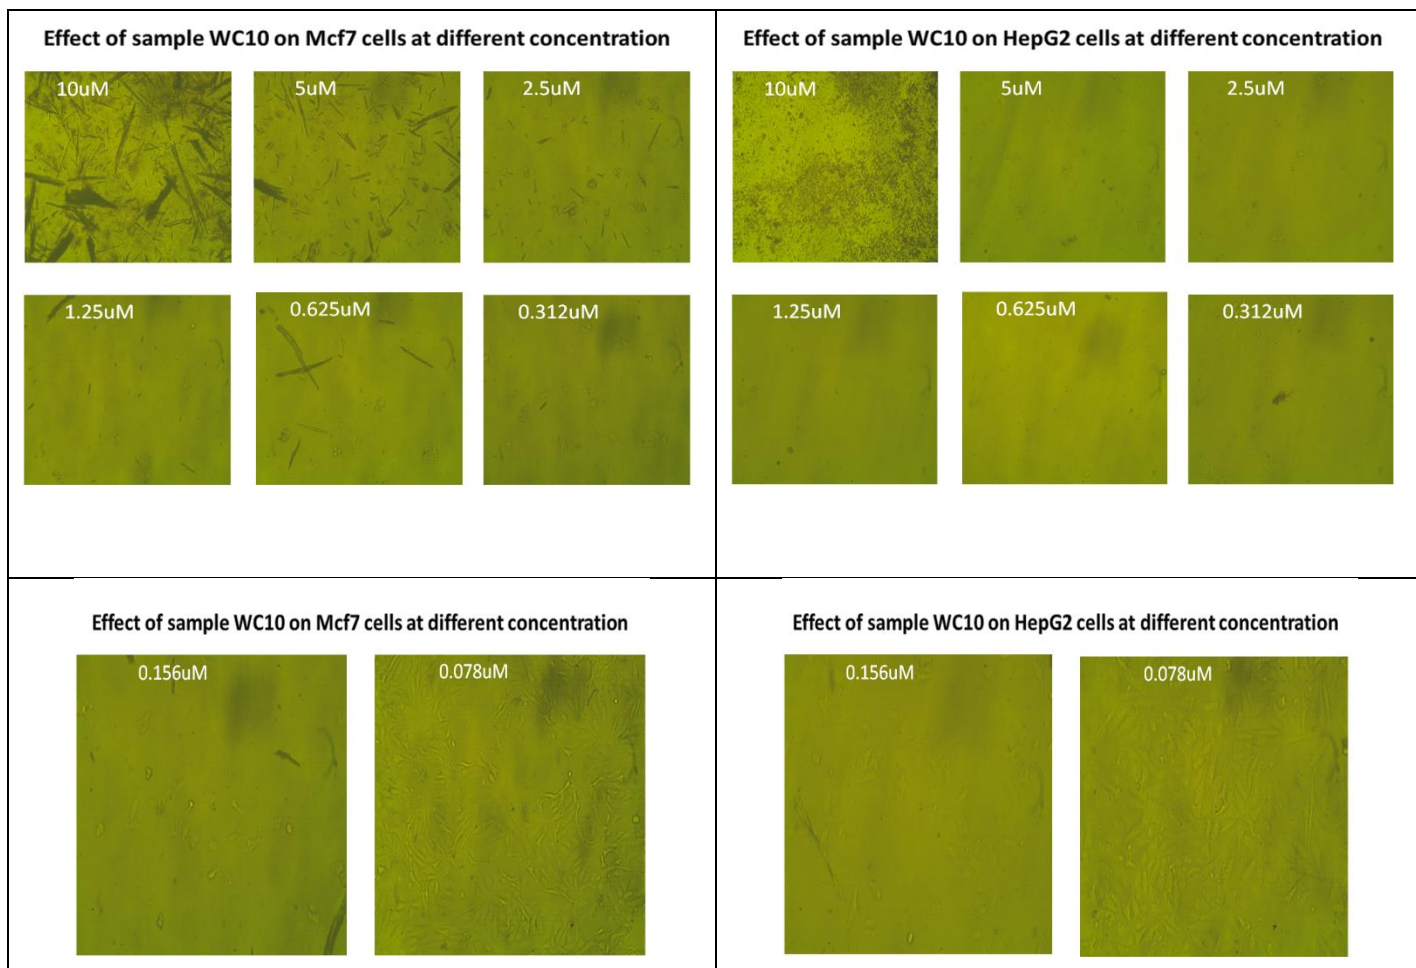 Effect of sample WC10 on Mcf7 cells at different concentration
10uM
5uM
2.5uM
1.25uM
0.625uM
0.312uM
Effect of sample WC10 on HepG2 cells at different concentration
10uM
5uM
2.5uM
1.25uM
0.625uM
0.312uM
Effect of sample WC10 on Mcf7 cells at different concentration
0.156uM
0.078uM
Effect of sample WC10 on HepG2 cells at different concentration
0.156uM
0.078uM